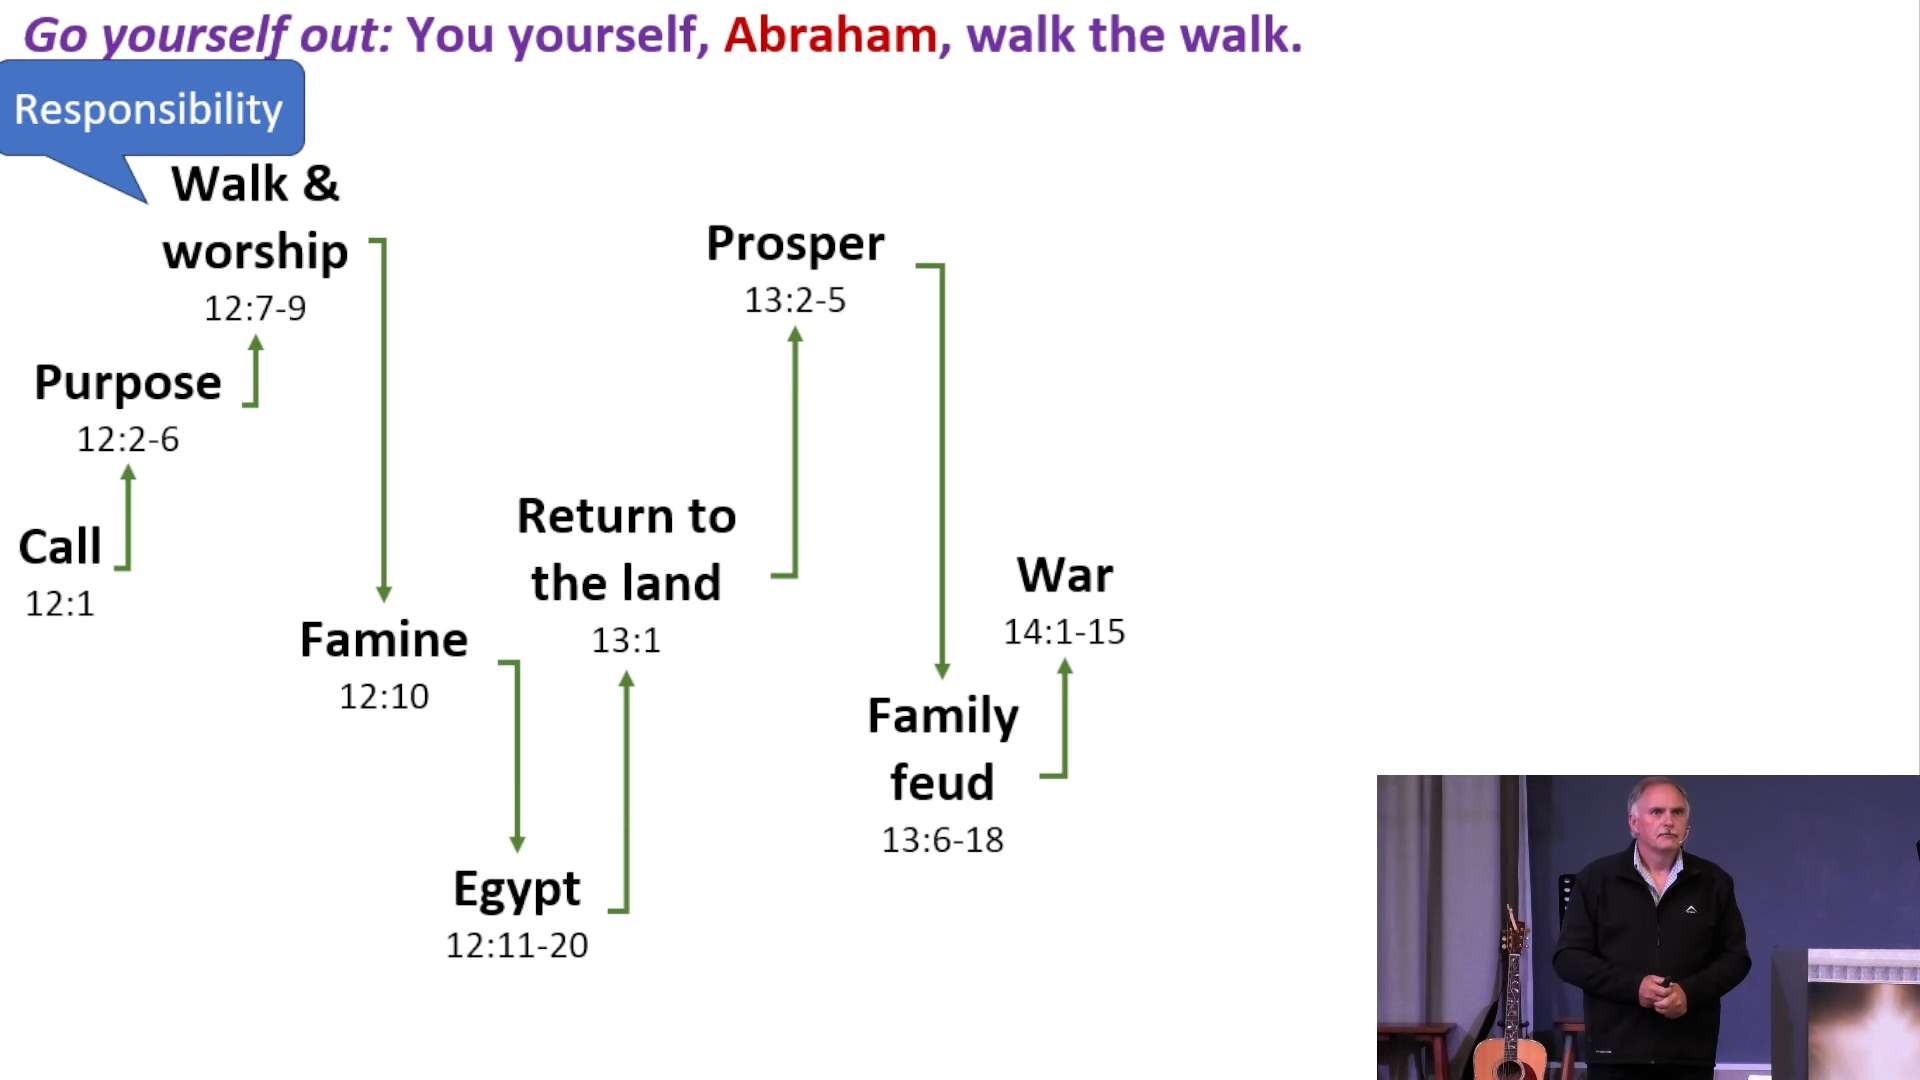 Go yourself out: You yourself, Abraham, walk the walk.
Responsibility
Walk &
worship
12:7-9
Purpose
12:2-6
Call
12:1
Famine
12:10
Egypt
12:11-20
Return to
the land
13:1
Prosper
13:2-5
Family
feud
13:6-18
War
14:1-15